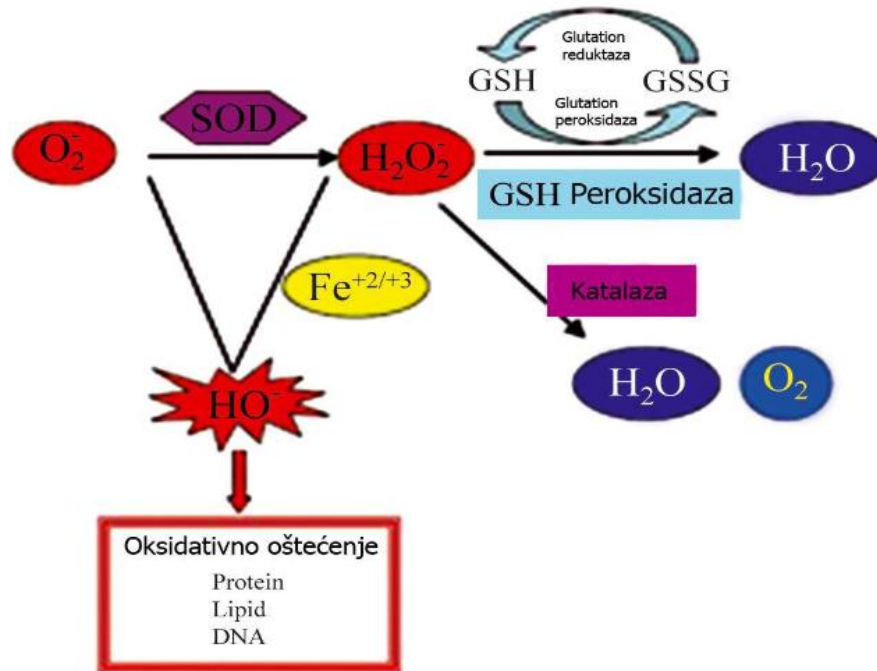 Glutation
reduktaza
GSH
GSSG
Glutation
peroksidaza
SOD
O₂⁻
H₂O₂⁻
H₂O
GSH Peroksidaza
Fe⁺²/⁺³
Katalaza
H₂O
O₂
HO⁻
Oksidativno oštećenje
Protein
Lipid
DNA